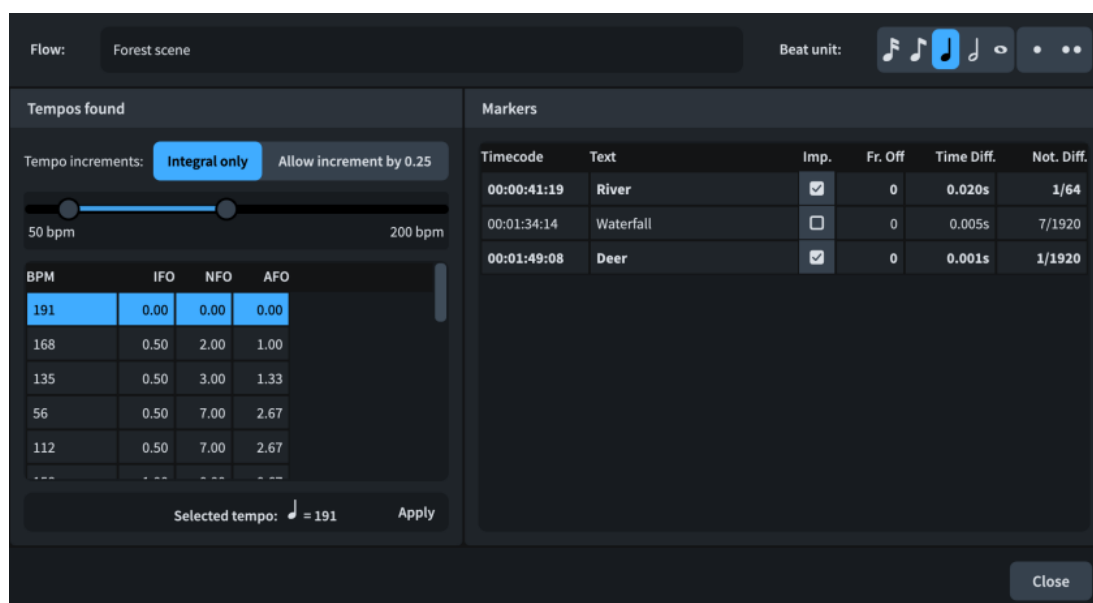 Flow: Forest scene Beat unit:
Tempos found
Tempo increments: Integral only Allow increment by 0.25
50 bpm 200 bpm
BPM IFO NFO AFO
191 0.00 0.00 0.00
168 0.50 2.00 1.00
135 0.50 3.00 1.33
56 0.50 7.00 2.67
112 0.50 7.00 2.67
Selected tempo: = 191 Apply
Markers
Timecode Text Imp. Fr. Off Time Diff. Not. Diff.
00:00:41:19 River 0 0.020s 1/64
00:01:34:14 Waterfall 0 0.005s 7/1920
00:01:49:08 Deer 0 0.001s 1/1920
Close